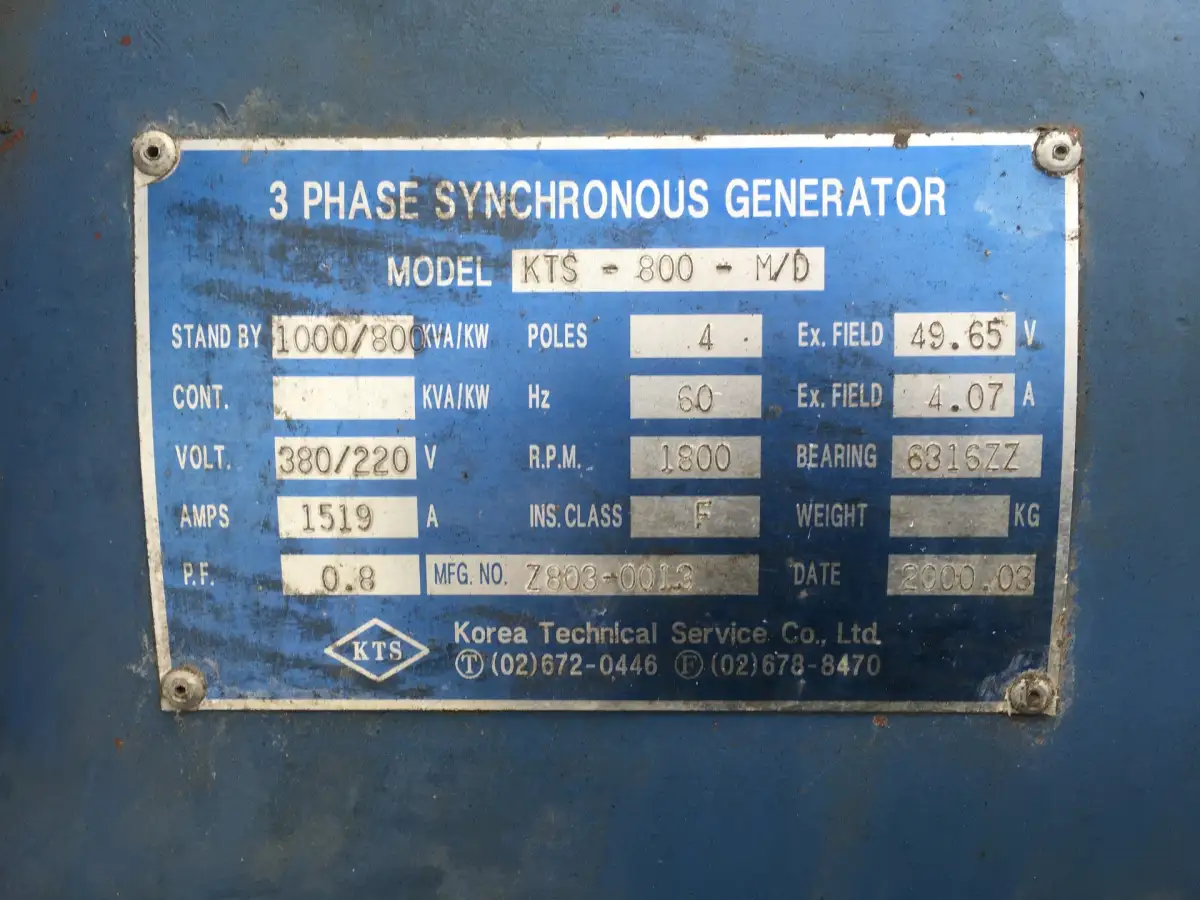 3 PHASE SYNCHRONOUS GENERATOR
MODEL KTS - 800 - M/D
STAND BY 1000/800 KVA/KW POLES 4 Ex. FIELD 49.65 V
CONT. KVA/KW Hz 60 Ex. FIELD 4.07 A
VOLT. 380/220 V R.P.M. 1800 BEARING 6316ZZ
AMPS 1519 A INS. CLASS F WEIGHT KG
P.F. 0.8 MFG. NO. Z803-0013 DATE 2000.03
KTS Korea Technical Service Co., Ltd.
Ⓣ(02)672-0446 Ⓕ(02)678-8470